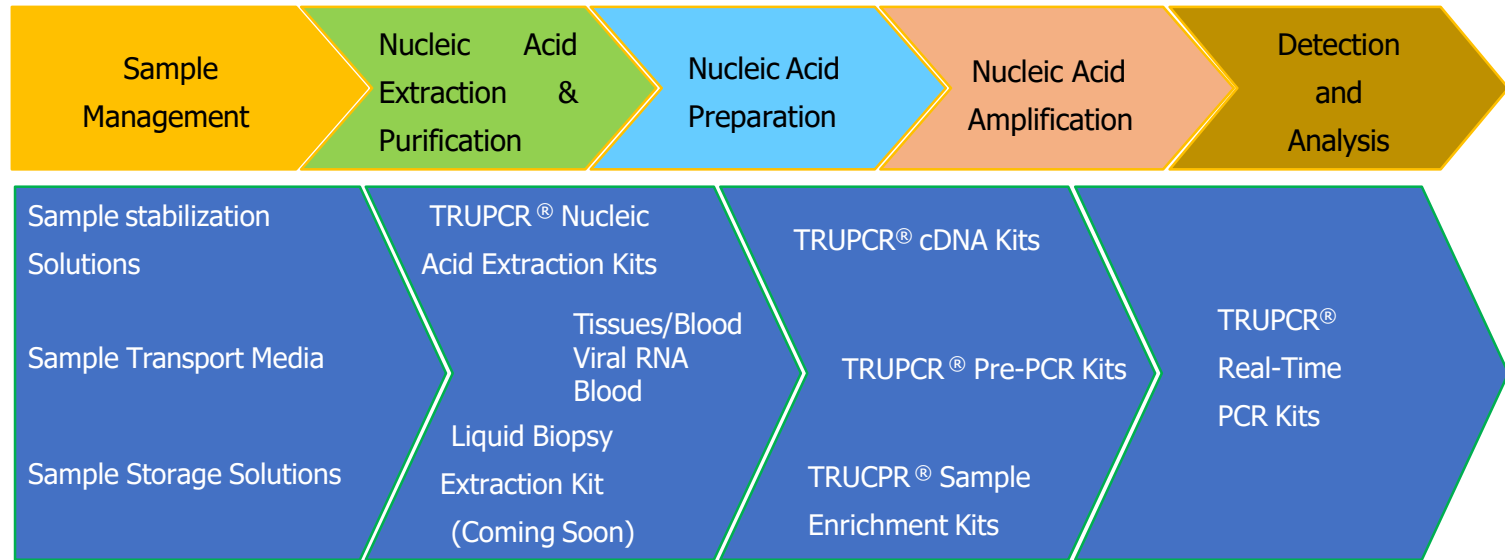 Sample
Management
Nucleic Acid
Extraction &
Purification
Nucleic Acid
Preparation
Nucleic Acid
Amplification
Detection
and
Analysis
Sample stabilization
Solutions
Sample Transport Media
Sample Storage Solutions
TRUPCR ® Nucleic
Acid Extraction Kits
Tissues/Blood
Viral RNA
Blood
Liquid Biopsy
Extraction Kit
(Coming Soon)
TRUPCR® cDNA Kits
TRUPCR ® Pre-PCR Kits
TRUCPR ® Sample
Enrichment Kits
TRUPCR®
Real-Time
PCR Kits